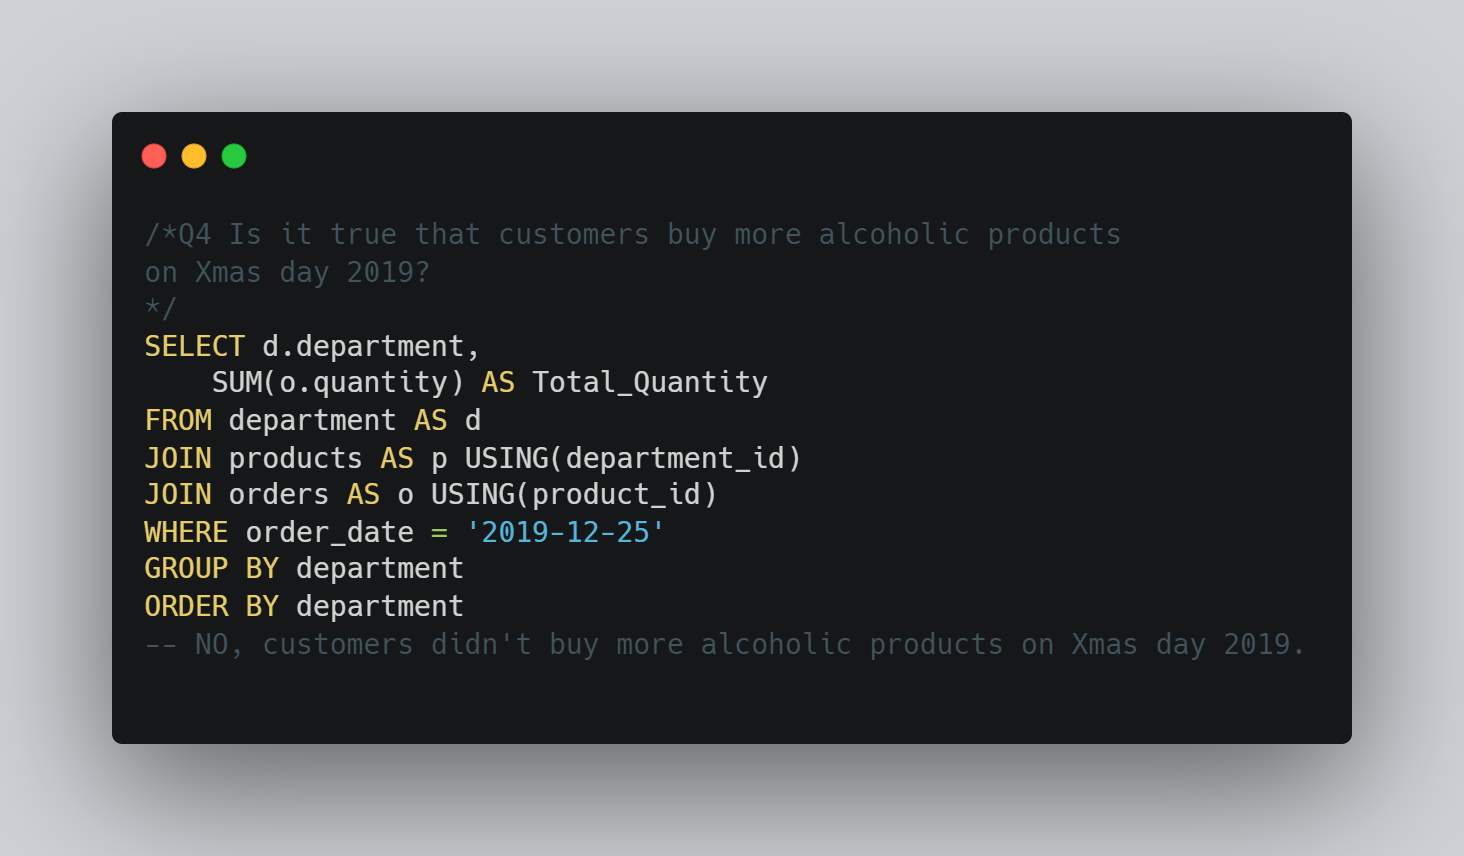 /*Q4 Is it true that customers buy more alcoholic products
on Xmas day 2019?
*/
SELECT d.department,
    SUM(o.quantity) AS Total_Quantity
FROM department AS d
JOIN products AS p USING(department_id)
JOIN orders AS o USING(product_id)
WHERE order_date = '2019-12-25'
GROUP BY department
ORDER BY department
-- NO, customers didn't buy more alcoholic products on Xmas day 2019.